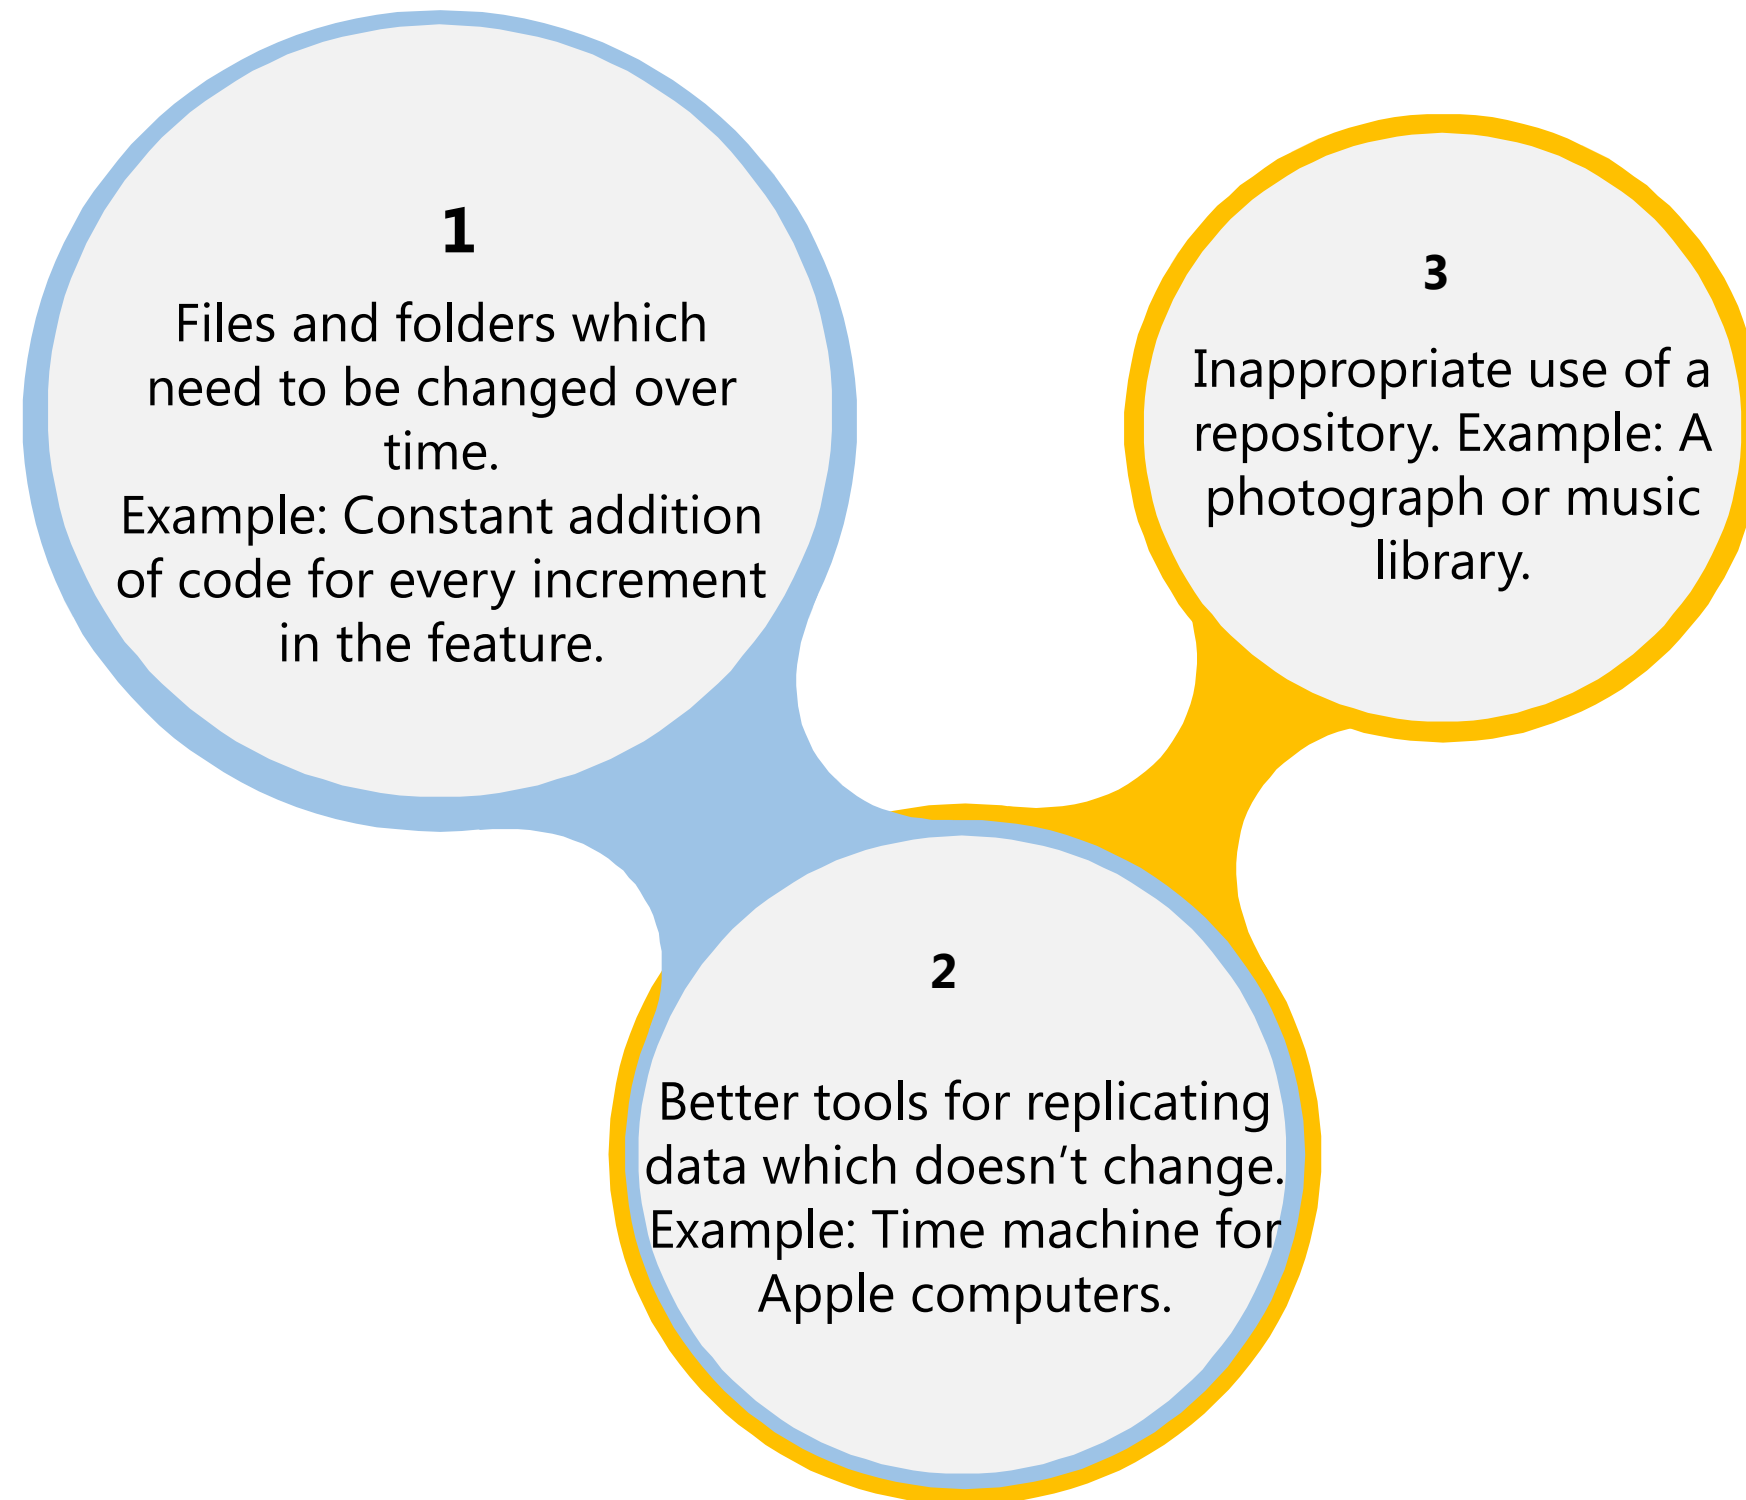 1
Files and folders which
need to be changed over
time.
Example: Constant addition
of code for every increment
in the feature.
2
Better tools for replicating
data which doesn’t change.
Example: Time machine for
Apple computers.
3
Inappropriate use of a
repository. Example: A
photograph or music
library.